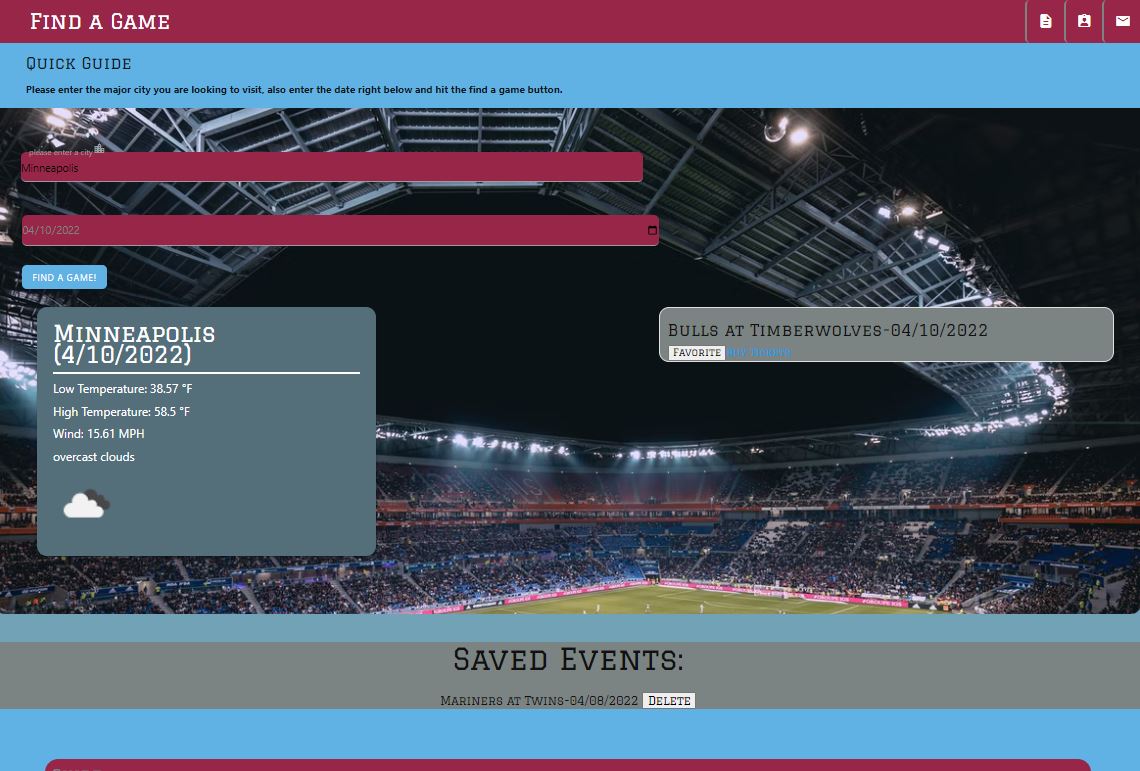 Find a Game
Quick Guide
Please enter the major city you are looking to visit, also enter the date right below and hit the find a game button.
please enter a city
Minneapolis
04/10/2022
FIND A GAME!
Minneapolis
(4/10/2022)
Low Temperature: 38.57 °F
High Temperature: 58.5 °F
Wind: 15.61 MPH
overcast clouds
Bulls at Timberwolves-04/10/2022
Favorite Buy Tickets
Saved Events:
Mariners at Twins-04/08/2022 Delete